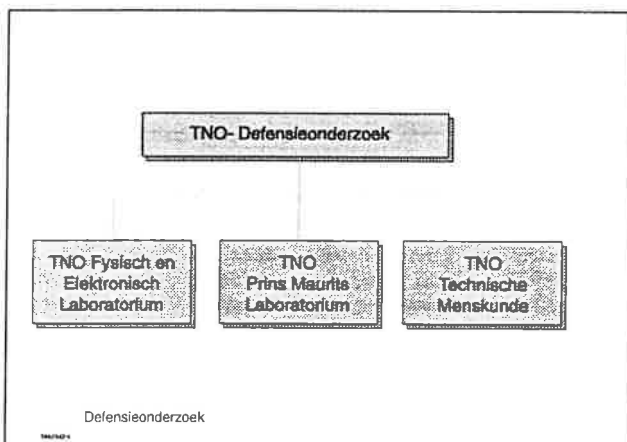 TNO- Defensieonderzoek
TNO Fysisch en
Elektronisch
Laboratorium
TNO
Prins Maurits
Laboratorium
TNO
Technische
Menskunde
Defensieonderzoek